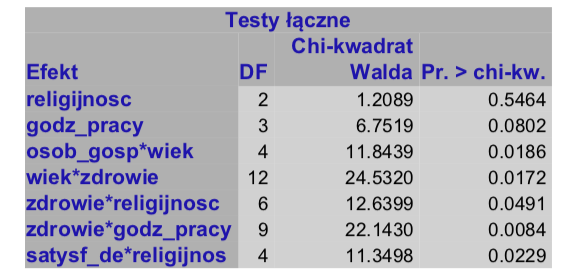 Testy łączne
Efekt DF Chi-kwadrat Walda Pr. > chi-kw.
religijnosc 2 1.2089 0.5464
godz_pracy 3 6.7519 0.0802
osob_gosp*wiek 4 11.8439 0.0186
wiek*zdrowie 12 24.5320 0.0172
zdrowie*religijnosc 6 12.6399 0.0491
zdrowie*godz_pracy 9 22.1430 0.0084
satysf_de*religijnos 4 11.3498 0.0229